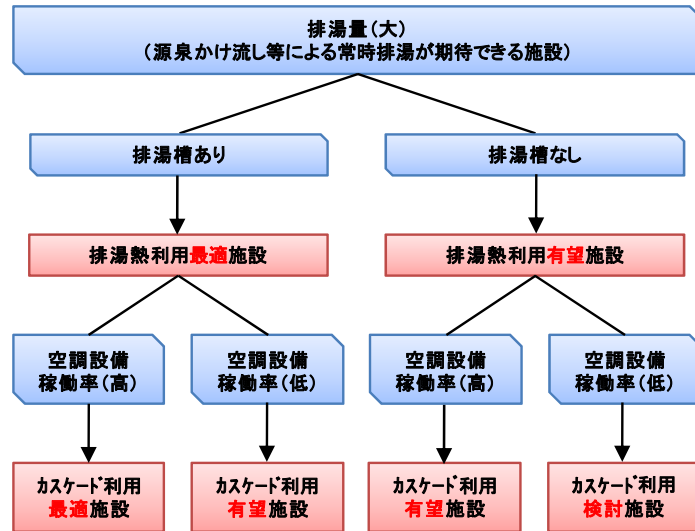 排湯量(大)
(源泉かけ流し等による常時排湯が期待できる施設)
排湯槽あり
排湯槽なし
排湯熱利用最適施設
排湯熱利用有望施設
空調設備
稼働率(高)
空調設備
稼働率(低)
空調設備
稼働率(高)
空調設備
稼働率(低)
カスケード利用
最適施設
カスケード利用
有望施設
カスケード利用
有望施設
カスケード利用
検討施設